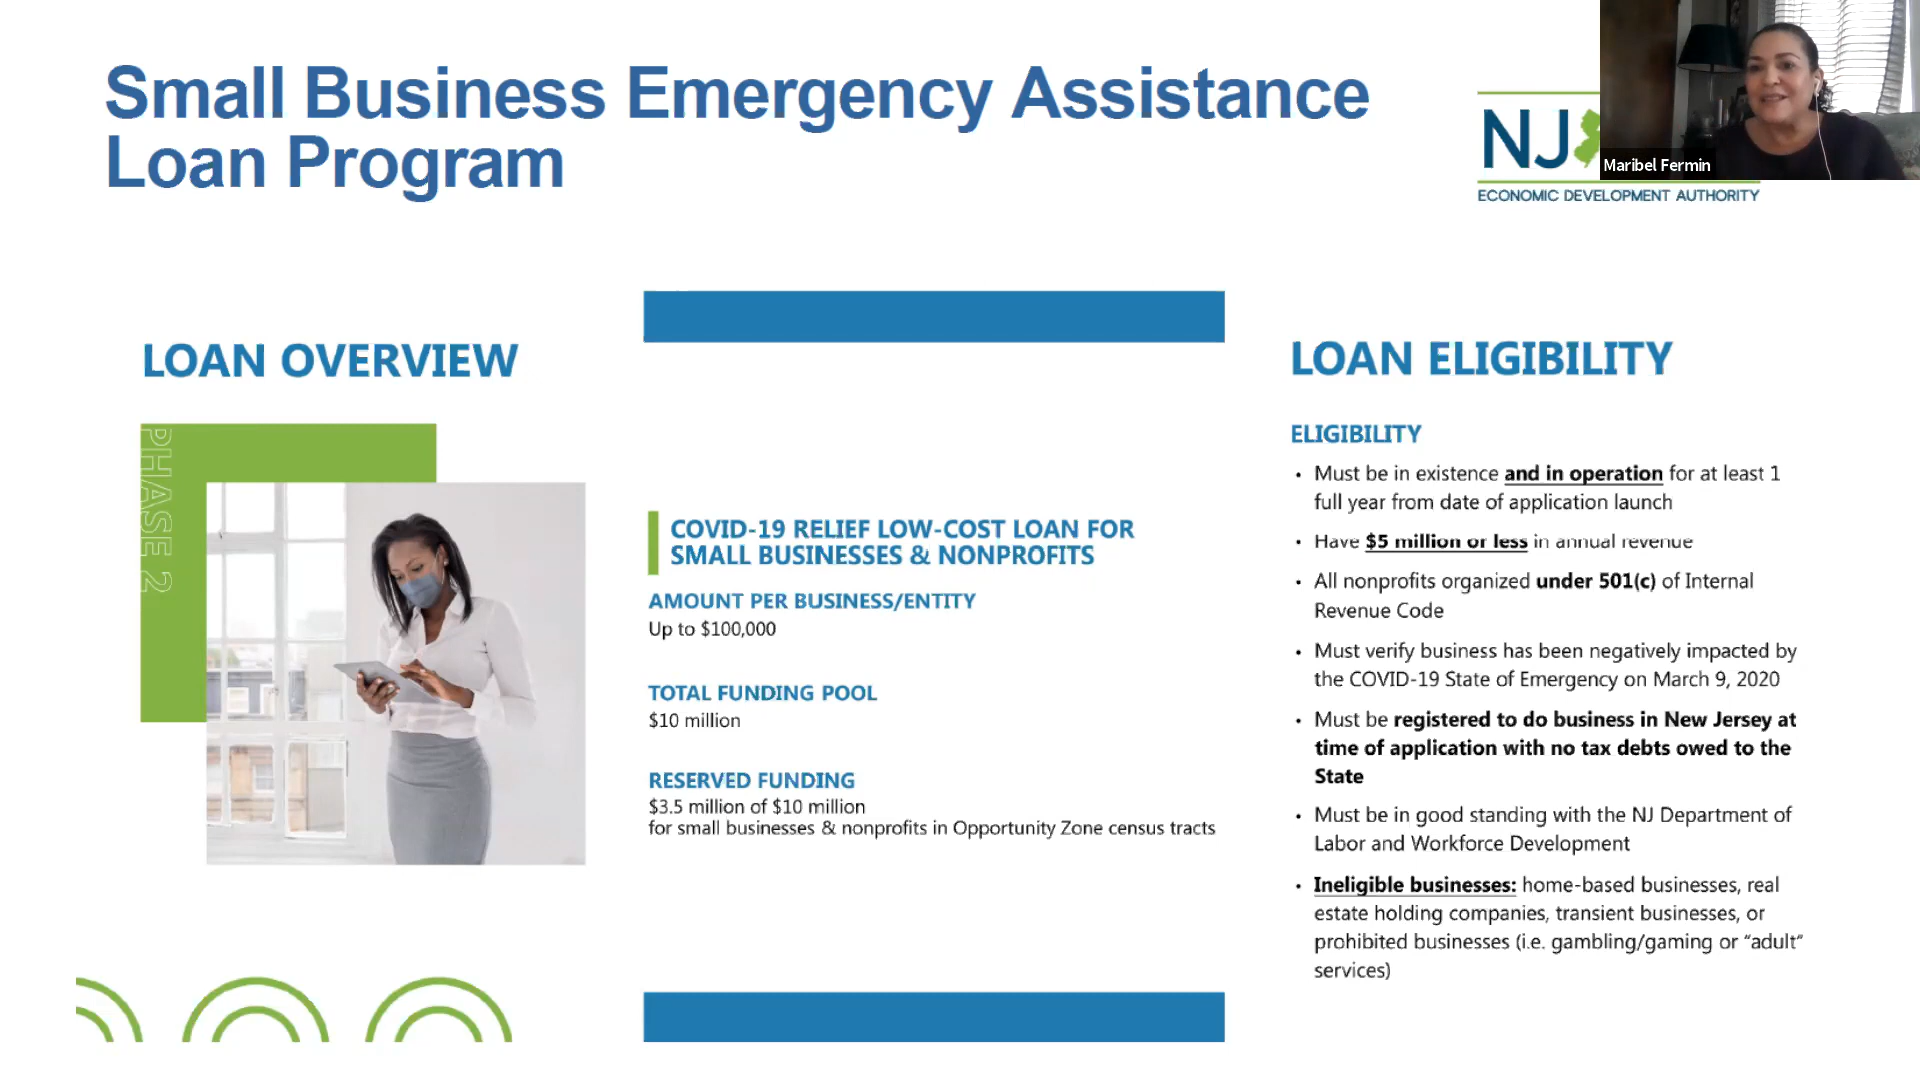 Small Business Emergency Assistance
Loan Program
NJ
ECONOMIC DEVELOPMENT AUTHORITY
Maribel Fermin
LOAN OVERVIEW
PHASE 2
COVID-19 RELIEF LOW-COST LOAN FOR
SMALL BUSINESSES & NONPROFITS
AMOUNT PER BUSINESS/ENTITY
Up to $100,000
TOTAL FUNDING POOL
$10 million
RESERVED FUNDING
$3.5 million of $10 million
for small businesses & nonprofits in Opportunity Zone census tracts
LOAN ELIGIBILITY
ELIGIBILITY
• Must be in existence and in operation for at least 1
full year from date of application launch
• Have $5 million or less in annual revenue
• All nonprofits organized under 501(c) of Internal
Revenue Code
• Must verify business has been negatively impacted by
the COVID-19 State of Emergency on March 9, 2020
• Must be registered to do business in New Jersey at
time of application with no tax debts owed to the
State
• Must be in good standing with the NJ Department of
Labor and Workforce Development
• Ineligible businesses: home-based businesses, real
estate holding companies, transient businesses, or
prohibited businesses (i.e. gambling/gaming or “adult”
services)